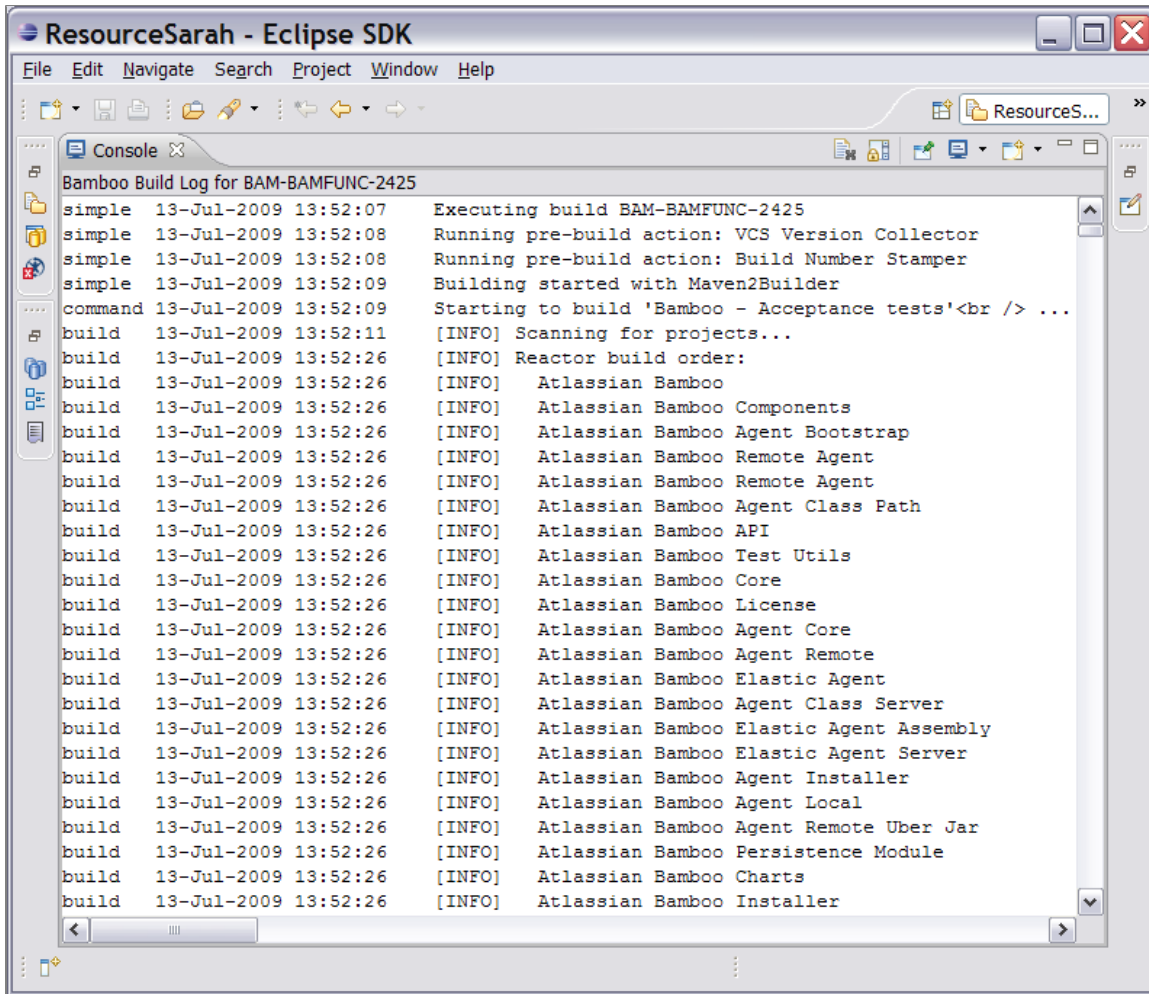 ResourceSarah - Eclipse SDK
File Edit Navigate Search Project Window Help
ResourceS... »
Console
Bamboo Build Log for BAM-BAMFUNC-2425
simple 13-Jul-2009 13:52:07 Executing build BAM-BAMFUNC-2425
simple 13-Jul-2009 13:52:08 Running pre-build action: VCS Version Collector
simple 13-Jul-2009 13:52:08 Running pre-build action: Build Number Stamper
simple 13-Jul-2009 13:52:09 Building started with Maven2Builder
command 13-Jul-2009 13:52:09 Starting to build 'Bamboo - Acceptance tests'<br /> ...
build 13-Jul-2009 13:52:11 [INFO] Scanning for projects...
build 13-Jul-2009 13:52:26 [INFO] Reactor build order:
build 13-Jul-2009 13:52:26 [INFO] Atlassian Bamboo
build 13-Jul-2009 13:52:26 [INFO] Atlassian Bamboo Components
build 13-Jul-2009 13:52:26 [INFO] Atlassian Bamboo Agent Bootstrap
build 13-Jul-2009 13:52:26 [INFO] Atlassian Bamboo Remote Agent
build 13-Jul-2009 13:52:26 [INFO] Atlassian Bamboo Remote Agent
build 13-Jul-2009 13:52:26 [INFO] Atlassian Bamboo Agent Class Path
build 13-Jul-2009 13:52:26 [INFO] Atlassian Bamboo API
build 13-Jul-2009 13:52:26 [INFO] Atlassian Bamboo Test Utils
build 13-Jul-2009 13:52:26 [INFO] Atlassian Bamboo Core
build 13-Jul-2009 13:52:26 [INFO] Atlassian Bamboo License
build 13-Jul-2009 13:52:26 [INFO] Atlassian Bamboo Agent Core
build 13-Jul-2009 13:52:26 [INFO] Atlassian Bamboo Agent Remote
build 13-Jul-2009 13:52:26 [INFO] Atlassian Bamboo Elastic Agent
build 13-Jul-2009 13:52:26 [INFO] Atlassian Bamboo Agent Class Server
build 13-Jul-2009 13:52:26 [INFO] Atlassian Bamboo Elastic Agent Assembly
build 13-Jul-2009 13:52:26 [INFO] Atlassian Bamboo Elastic Agent Server
build 13-Jul-2009 13:52:26 [INFO] Atlassian Bamboo Agent Installer
build 13-Jul-2009 13:52:26 [INFO] Atlassian Bamboo Agent Local
build 13-Jul-2009 13:52:26 [INFO] Atlassian Bamboo Agent Remote Uber Jar
build 13-Jul-2009 13:52:26 [INFO] Atlassian Bamboo Persistence Module
build 13-Jul-2009 13:52:26 [INFO] Atlassian Bamboo Charts
build 13-Jul-2009 13:52:26 [INFO] Atlassian Bamboo Installer